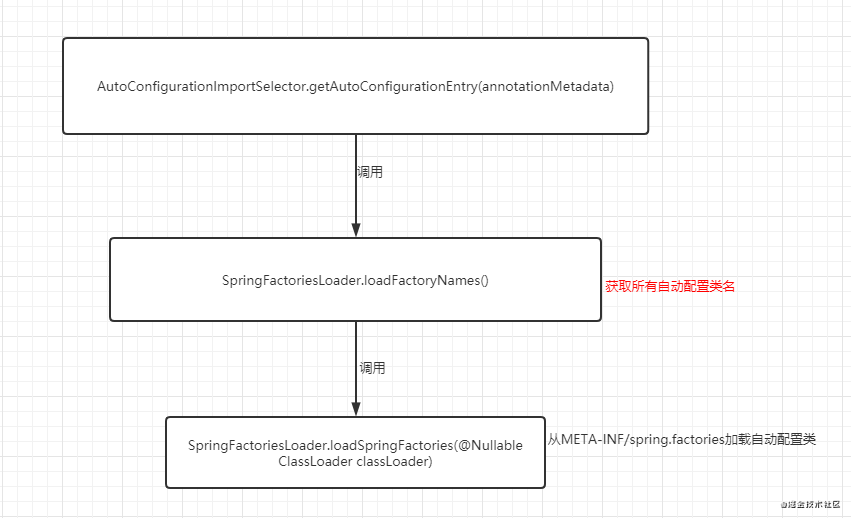 AutoConfigurationImportSelector.getAutoConfigurationEntry(annotationMetadata)
调用
SpringFactoriesLoader.loadFactoryNames()
获取所有自动配置类名
调用
SpringFactoriesLoader.loadSpringFactories(@Nullable
ClassLoader classLoader)
从META-INF/spring.factories加载自动配置类
@掘金技术社区